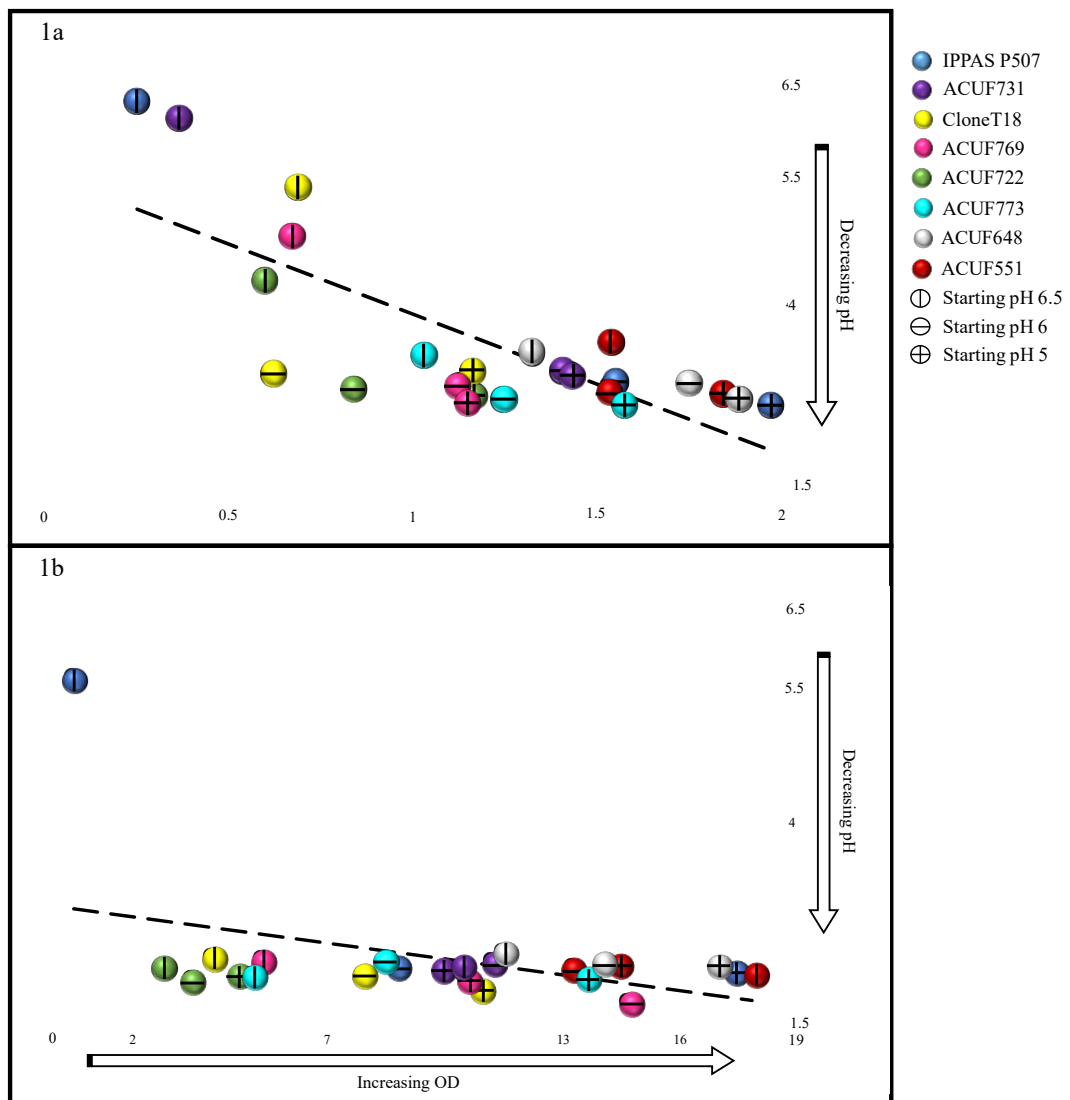 1a
6.5
5.5
Decreasing pH
4
1.5
0
0.5
1
1.5
2
IPPAS P507
ACUF731
CloneT18
ACUF769
ACUF722
ACUF773
ACUF648
ACUF551
Starting pH 6.5
Starting pH 6
Starting pH 5
1b
6.5
5.5
Decreasing pH
4
1.5
0
2
7
13
16
19
Increasing OD